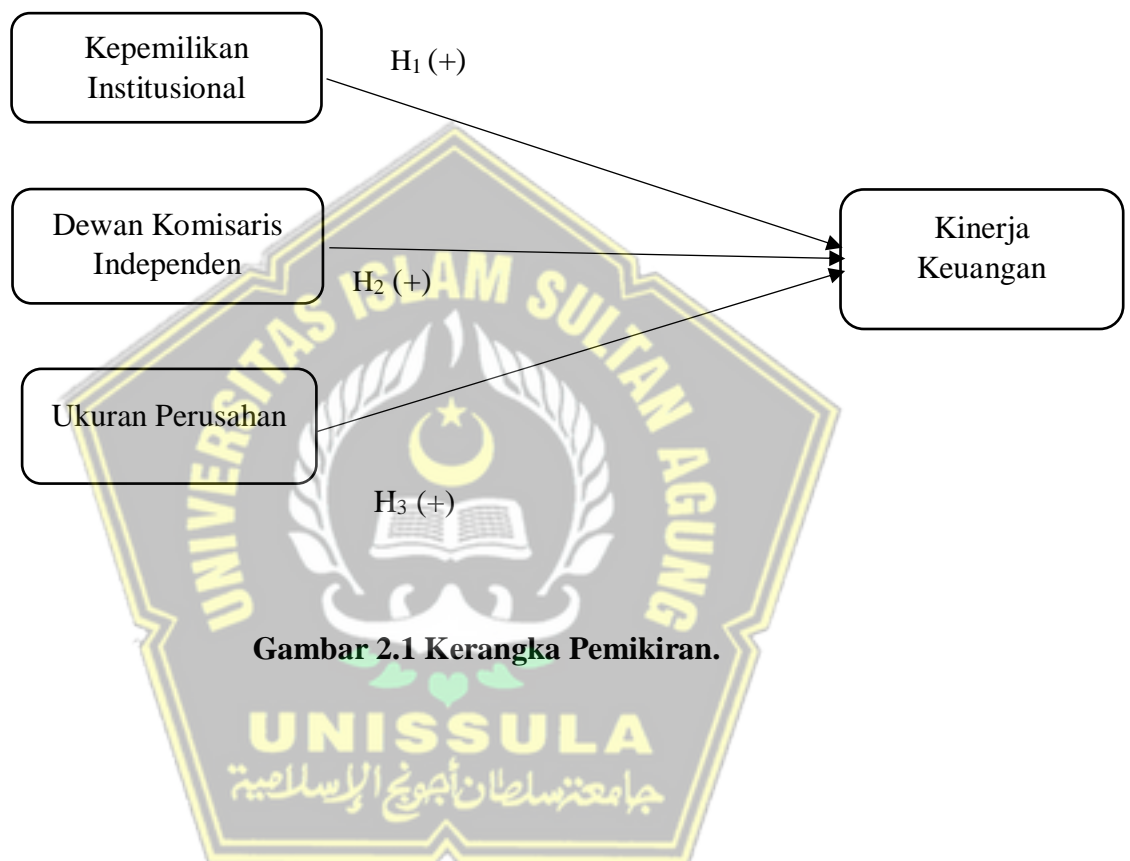 Kepemilikan
Institusional
H₁ (+)
Dewan Komisaris
Independen
H₂ (+)
Kinerja
Keuangan
Ukuran Perusahan
H₃ (+)
UNIVERSITAS ISLAM SULTAN AGUNG
Gambar 2.1 Kerangka Pemikiran.
UNISSULA
جامعة سلطان أجونج الإسلامية